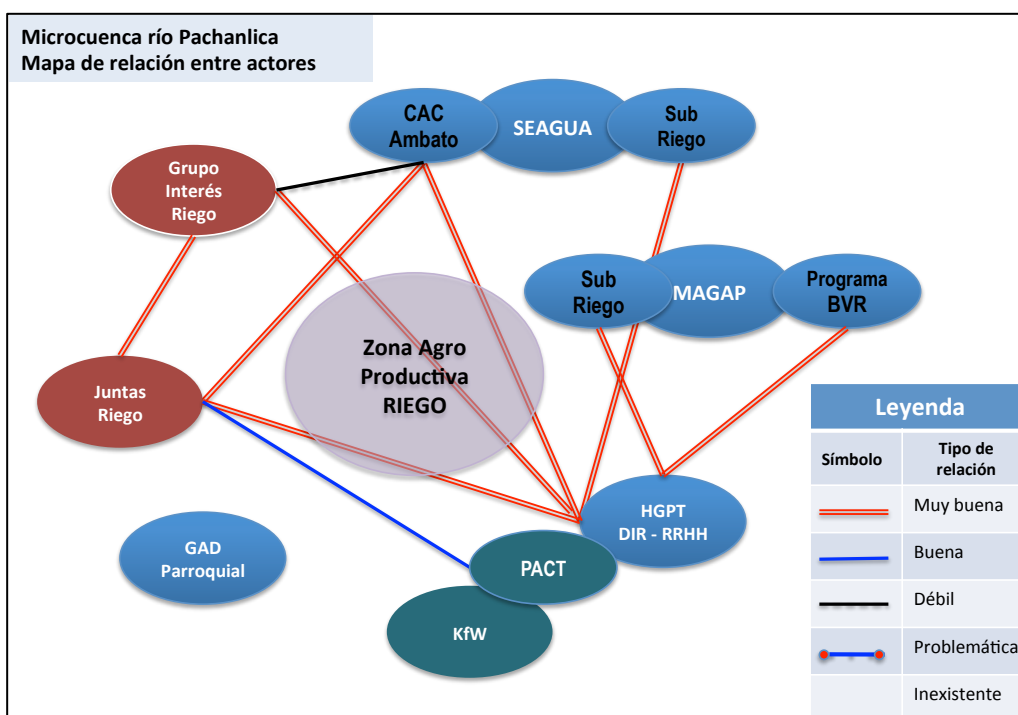 Microcuenca río Pachanlica
Mapa de relación entre actores
CAC
Ambato
SEAGUA
Sub
Riego
Grupo
Interés
Riego
Sub
Riego
MAGAP
Programa
BVR
Zona Agro
Productiva
RIEGO
Juntas
Riego
HGPT
DIR - RRHH
GAD
Parroquial
PACT
KfW
Leyenda
Símbolo
Tipo de
relación
Muy buena
Buena
Débil
Problemática
Inexistente